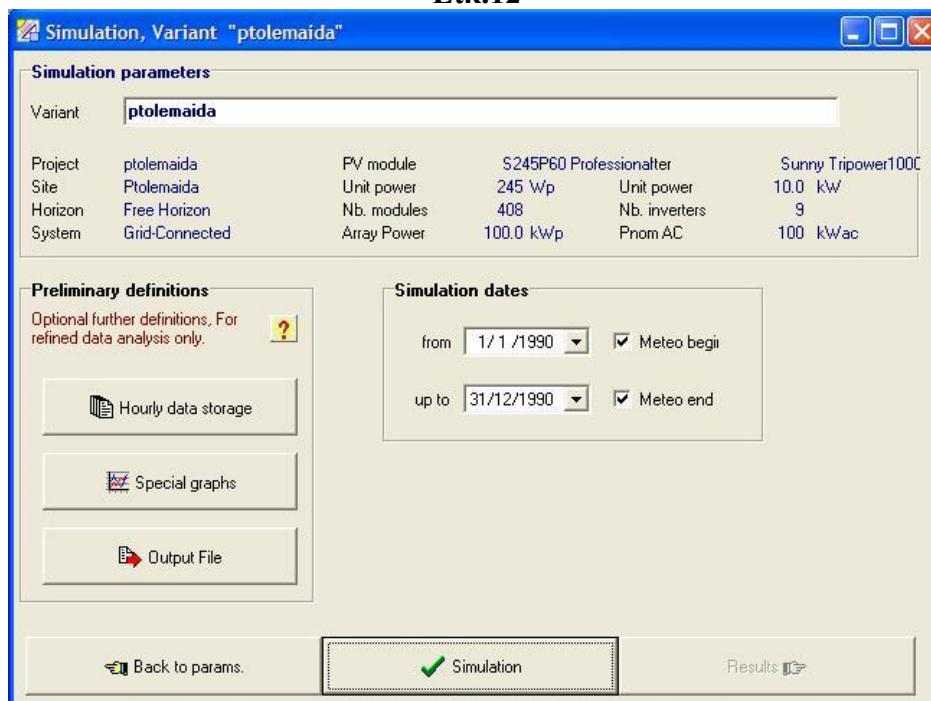 Simulation, Variant "ptolemaida"
Simulation parameters
Variant ptolemaida
Project ptolemaida PV module S245P60 Professionalter Sunny Tripower1000
Site Ptolemaida Unit power 245 Wp Unit power 10.0 kW
Horizon Free Horizon Nb. modules 408 Nb. inverters 9
System Grid-Connected Array Power 100.0 kWp Pnom AC 100 kWac
Preliminary definitions
Optional further definitions, For
refined data analysis only.
?
Hourly data storage
Special graphs
Output File
Simulation dates
from 1/ 1 /1990 Meteo begii
up to 31/12/1990 Meteo end
Back to params.
Simulation
Results